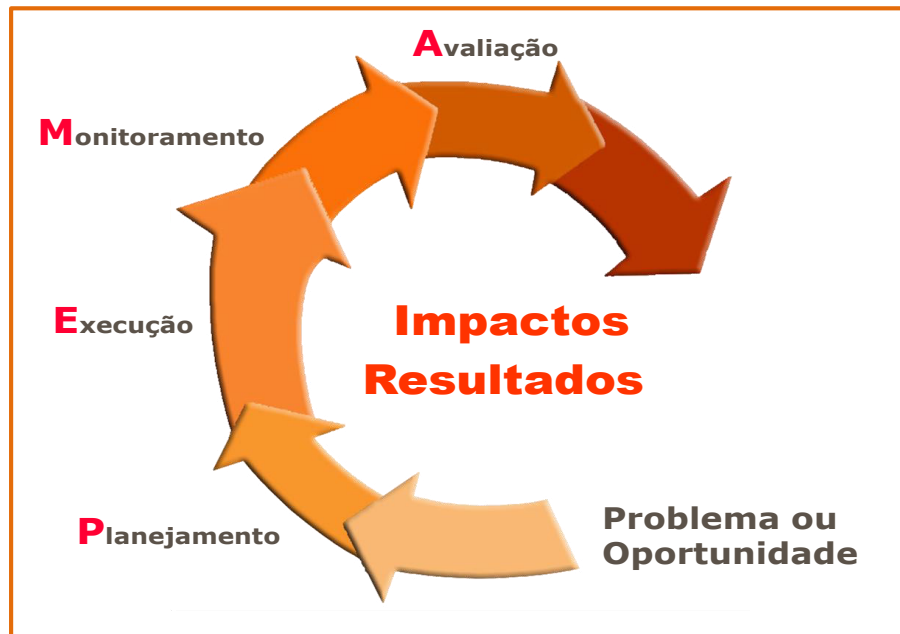 Avaliação
Monitoramento
Execução
Impactos
Resultados
Planejamento
Problema ou
Oportunidade